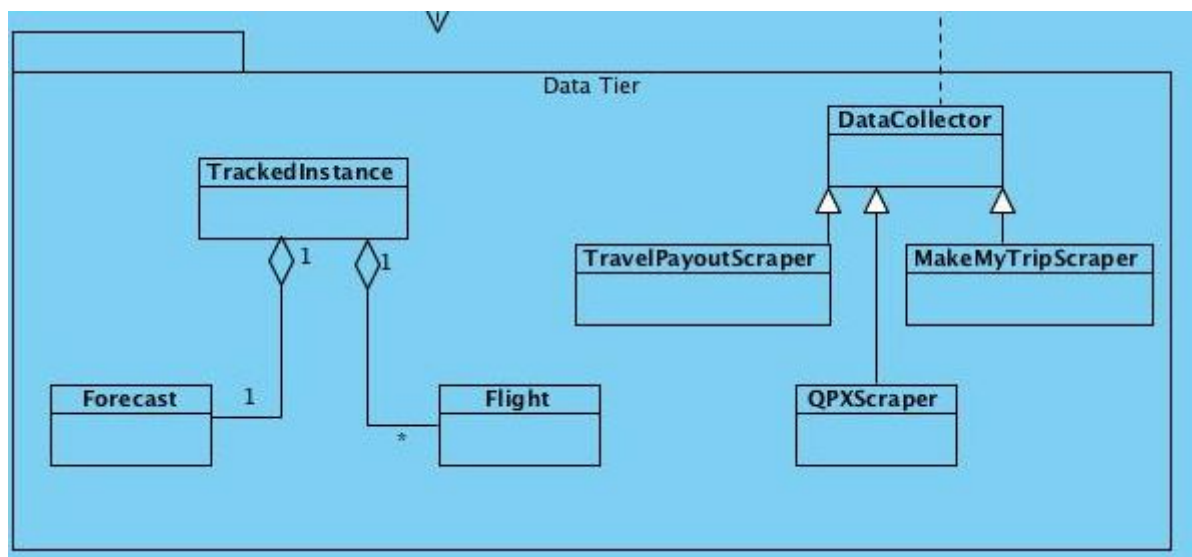 Data Tier
DataCollector
TrackedInstance
1
1
TravelPayoutScraper
MakeMyTripScraper
Forecast
1
Flight
*
QPXScraper